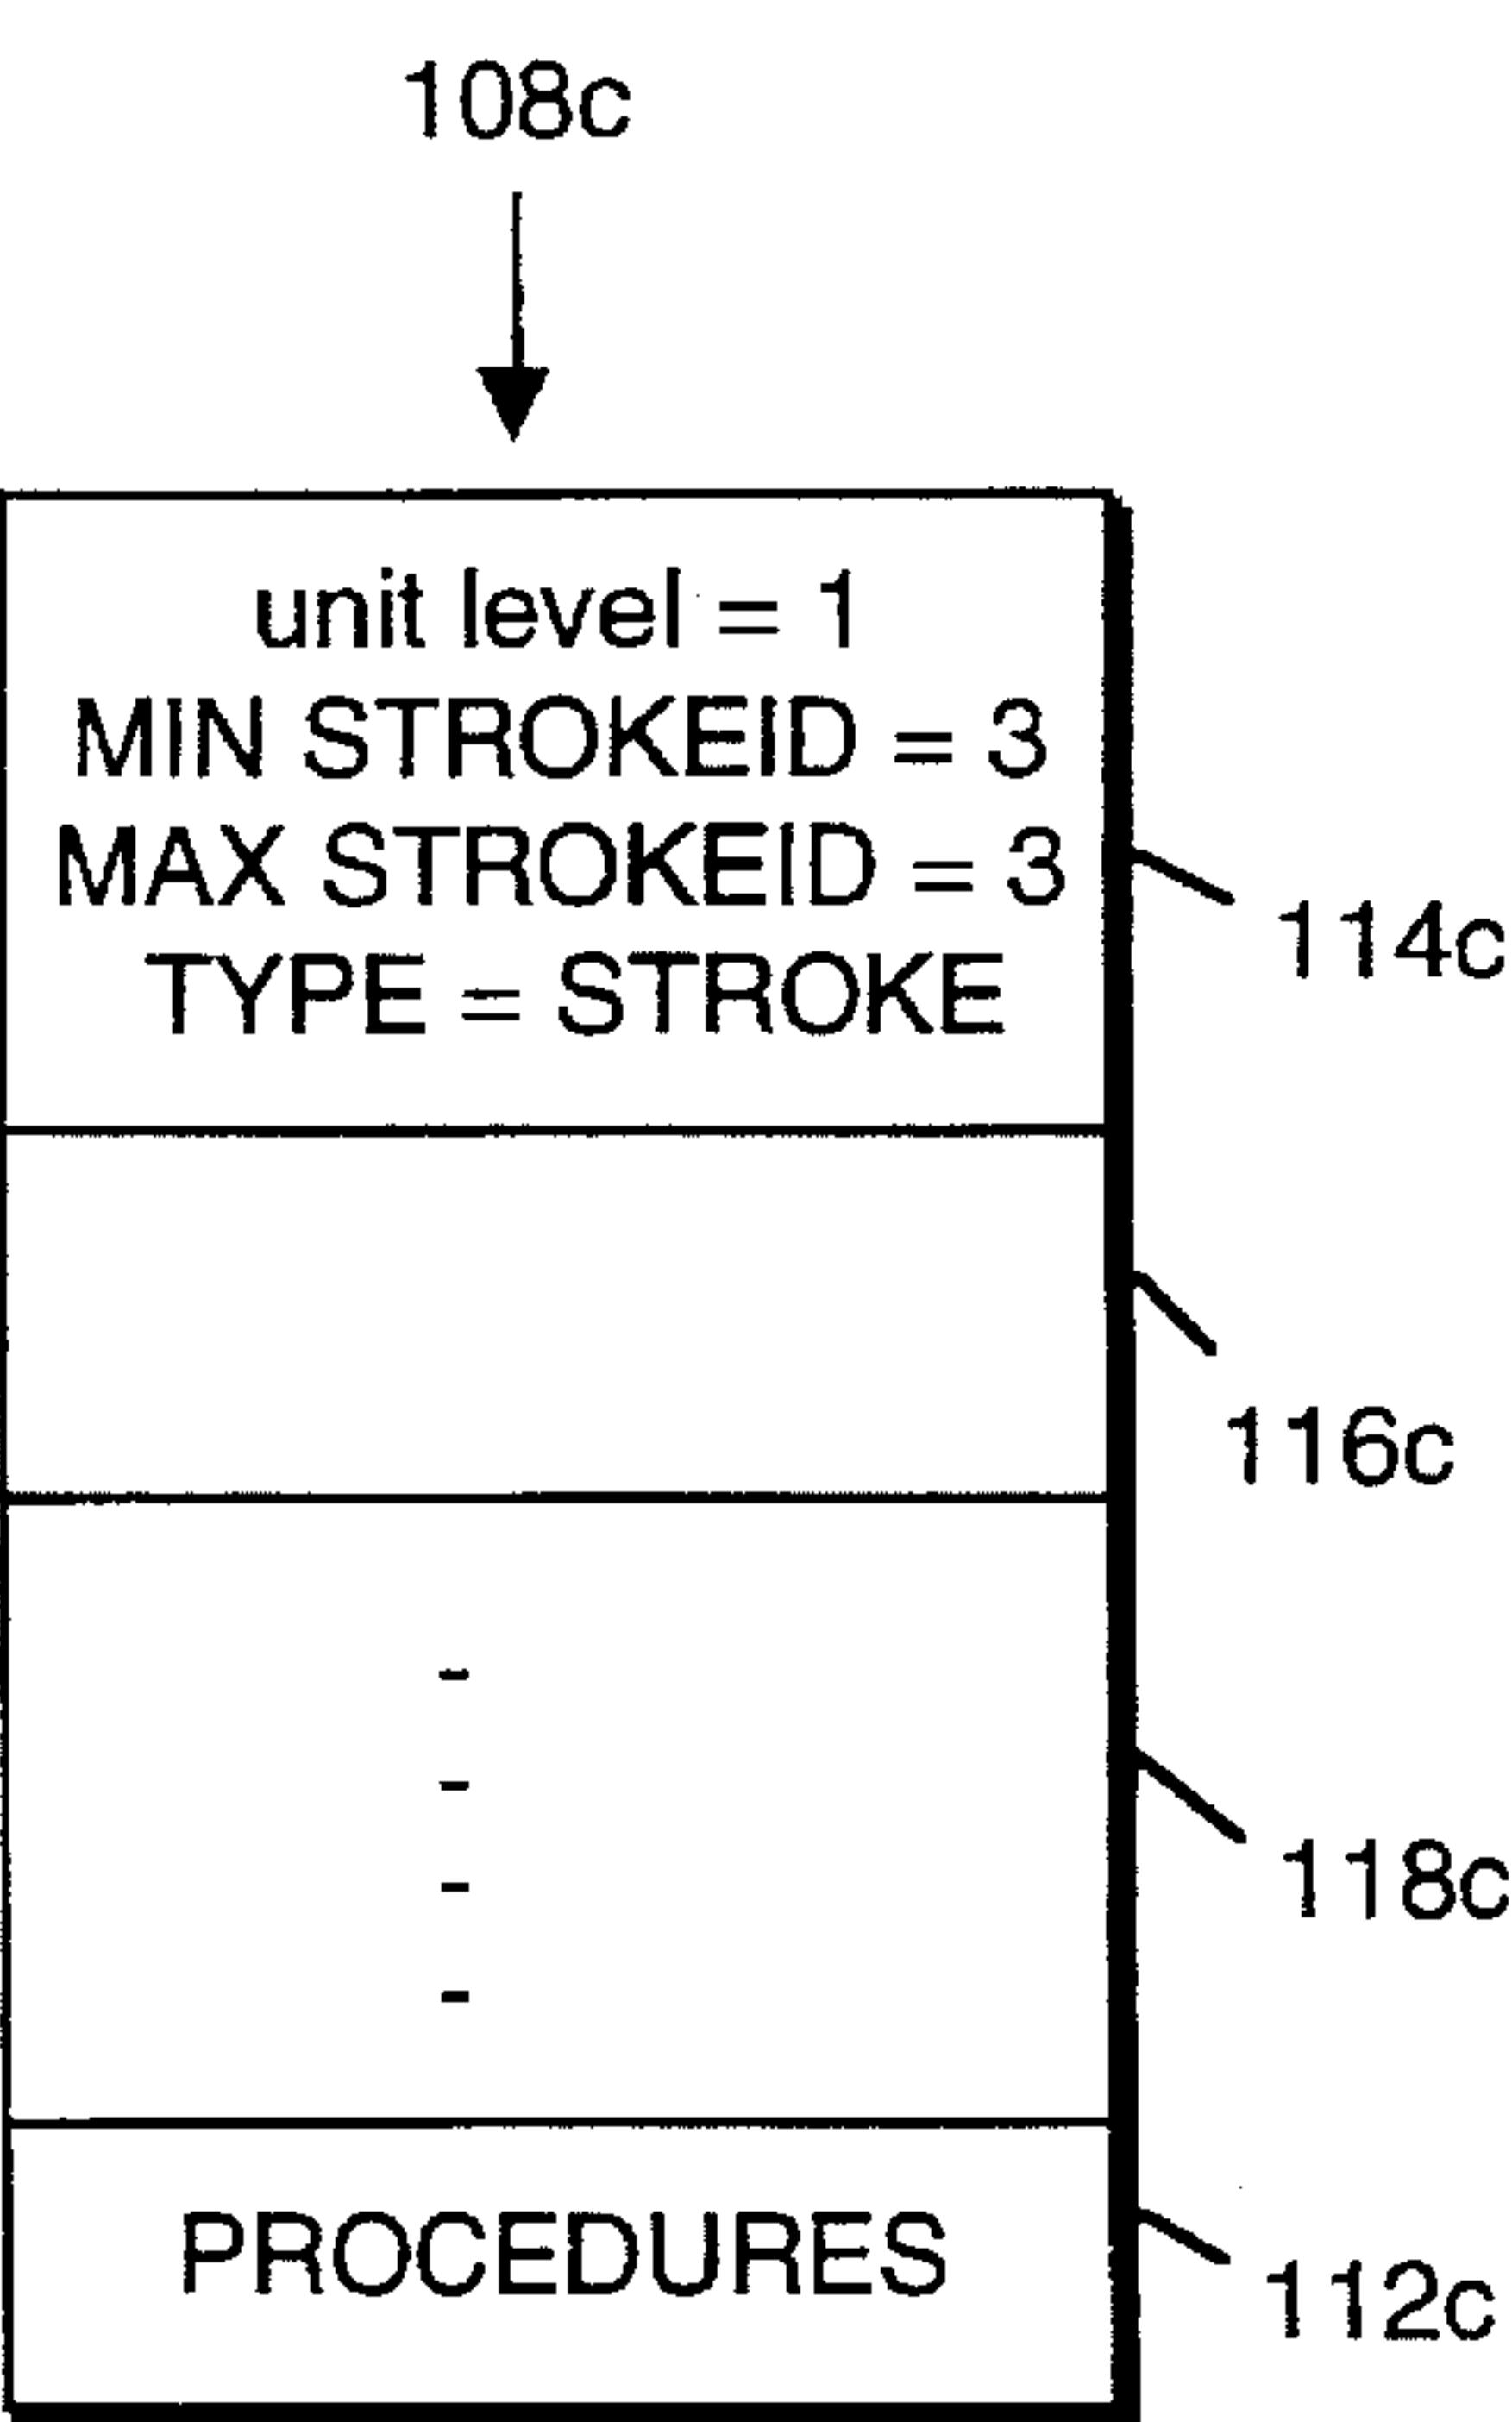 108c
unit level = 1
MIN STROKEID = 3
MAX STROKEID = 3
TYPE = STROKE
114c
116c
-
-
-
-
118c
PROCEDURES
112c